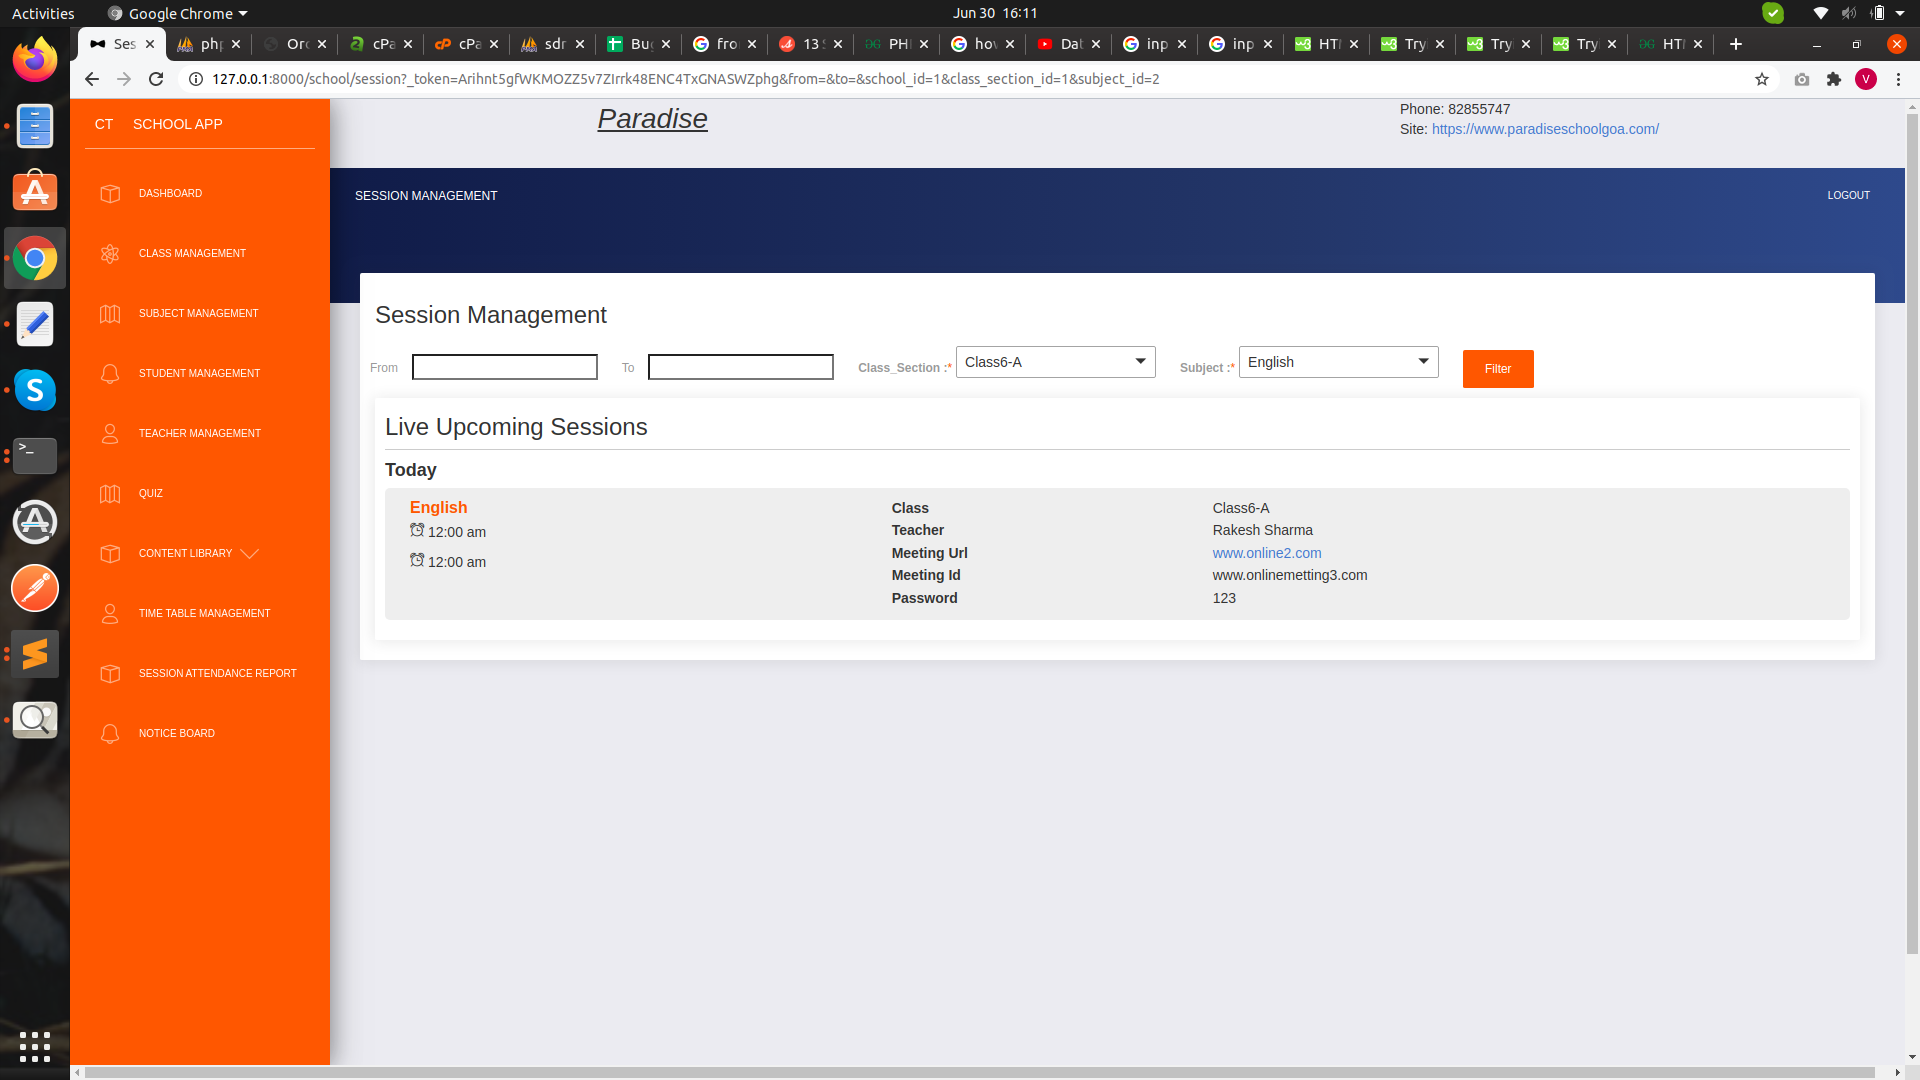 Activities
Google Chrome
Jun 30 16:11
Ses
php
Ord
cPa
cPa
sdr
Bug
fro
13 S
PHI
hov
Dat
inp
inp
HTM
Try
Try
Try
HTM
127.0.0.1:8000/school/session?_token=Arihnt5gfWKMOZZ5v7ZIrrk48ENC4TxGNASWZphg&from=&to=&school_id=1&class_section_id=1&subject_id=2
V
CT SCHOOL APP
DASHBOARD
CLASS MANAGEMENT
SUBJECT MANAGEMENT
STUDENT MANAGEMENT
TEACHER MANAGEMENT
QUIZ
CONTENT LIBRARY
TIME TABLE MANAGEMENT
SESSION ATTENDANCE REPORT
NOTICE BOARD
Paradise
Phone: 82855747
Site: https://www.paradiseschoolgoa.com/
SESSION MANAGEMENT
LOGOUT
Session Management
From To Class_Section :* Class6-A Subject :* English Filter
Live Upcoming Sessions
Today
English
12:00 am
12:00 am
Class Class6-A
Teacher Rakesh Sharma
Meeting Url www.online2.com
Meeting Id www.onlinemetting3.com
Password 123